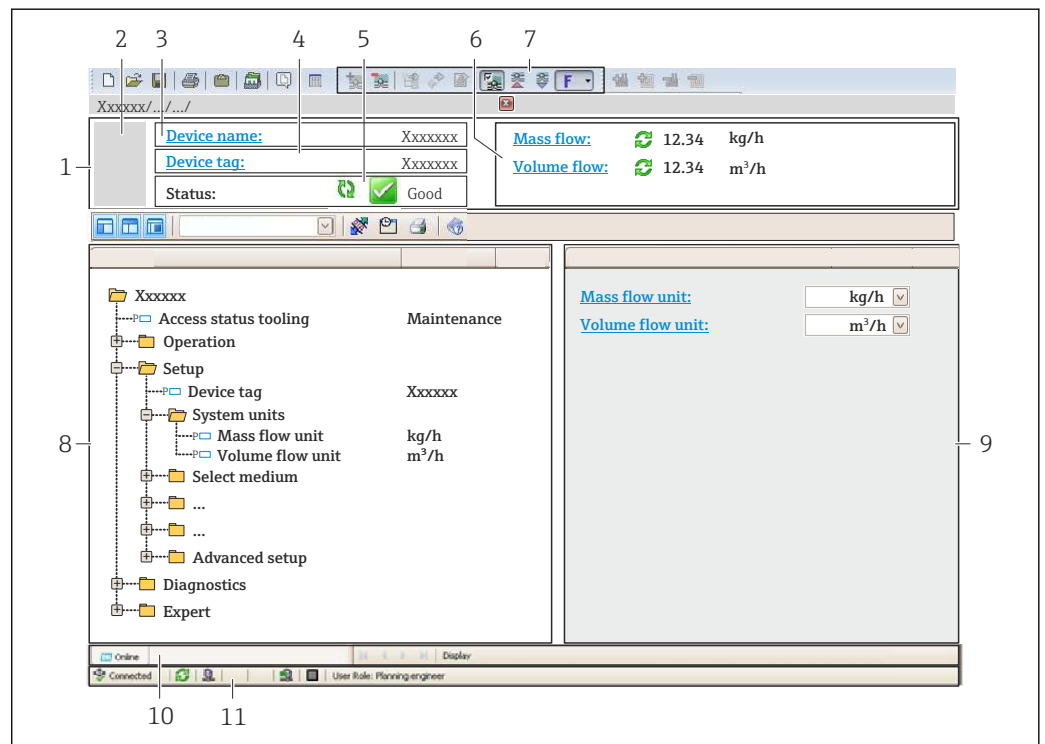 2 3 4 5 6 7
F
Xxxxxx/.../.../
1
Device name: Xxxxxxx
Device tag: Xxxxxxx
Status: Good
Mass flow: 12.34 kg/h
Volume flow: 12.34 m³/h
Xxxxxx
P Access status tooling Maintenance
Operation
Setup
P Device tag Xxxxxx
System units
P Mass flow unit kg/h
P Volume flow unit m³/h
Select medium
...
...
Advanced setup
Diagnostics
Expert
8
Mass flow unit: kg/h
Volume flow unit: m³/h
9
Online Display
Connected User Role: Planning engineer
10 11